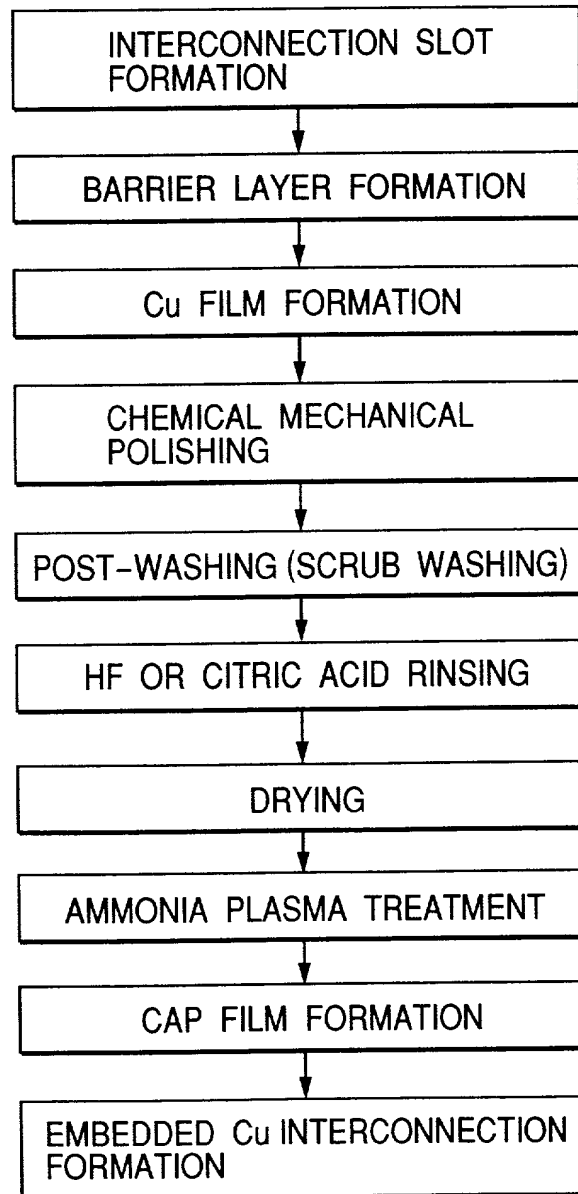 INTERCONNECTION SLOT
FORMATION
BARRIER LAYER FORMATION
Cu FILM FORMATION
CHEMICAL MECHANICAL
POLISHING
POST-WASHING (SCRUB WASHING)
HF OR CITRIC ACID RINSING
DRYING
AMMONIA PLASMA TREATMENT
CAP FILM FORMATION
EMBEDDED Cu INTERCONNECTION
FORMATION